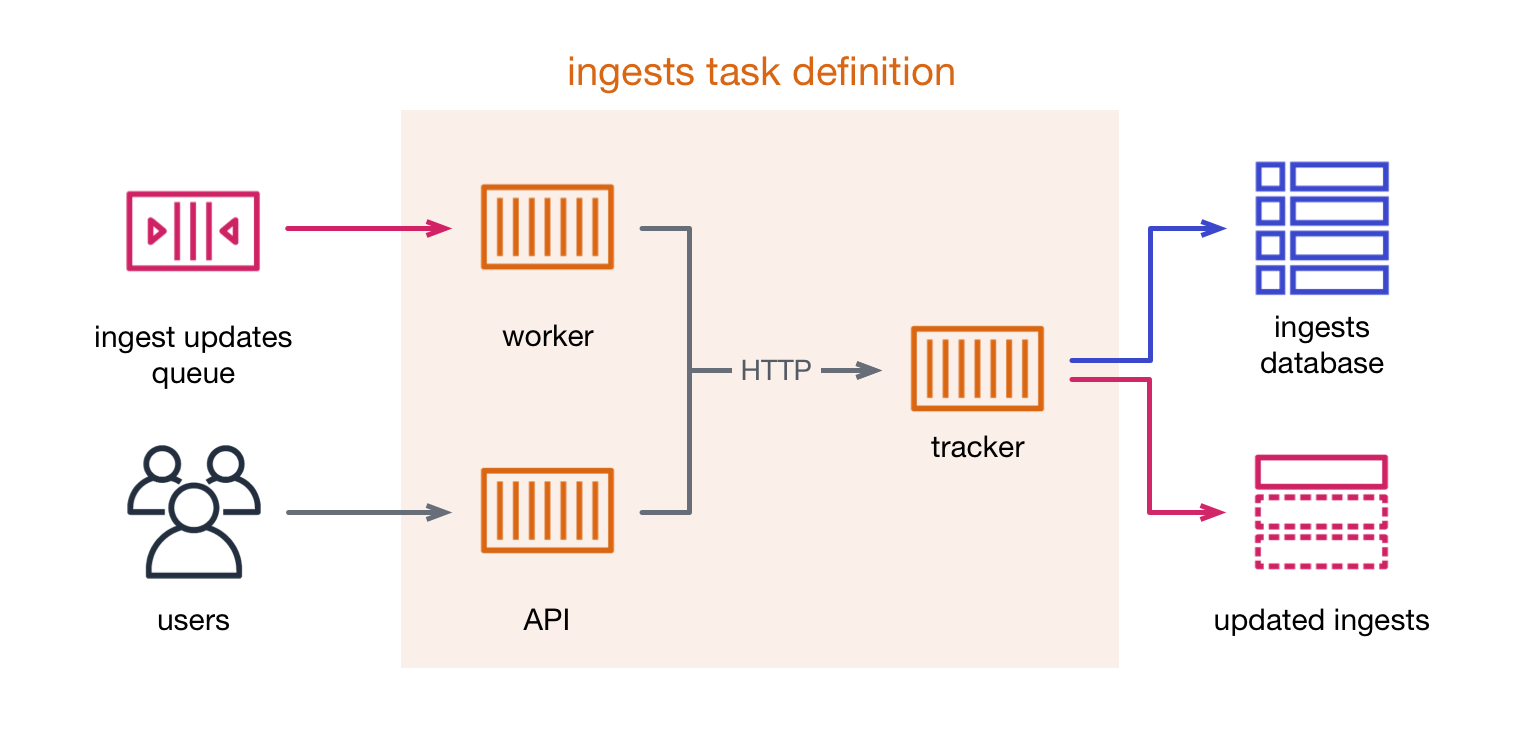 ingests task definition
ingest updates
queue
worker
HTTP
tracker
ingests
database
users
API
updated ingests